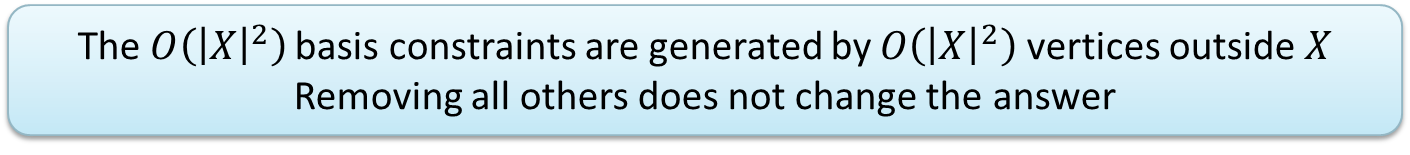 The O(|X|²) basis constraints are generated by O(|X|²) vertices outside X
Removing all others does not change the answer